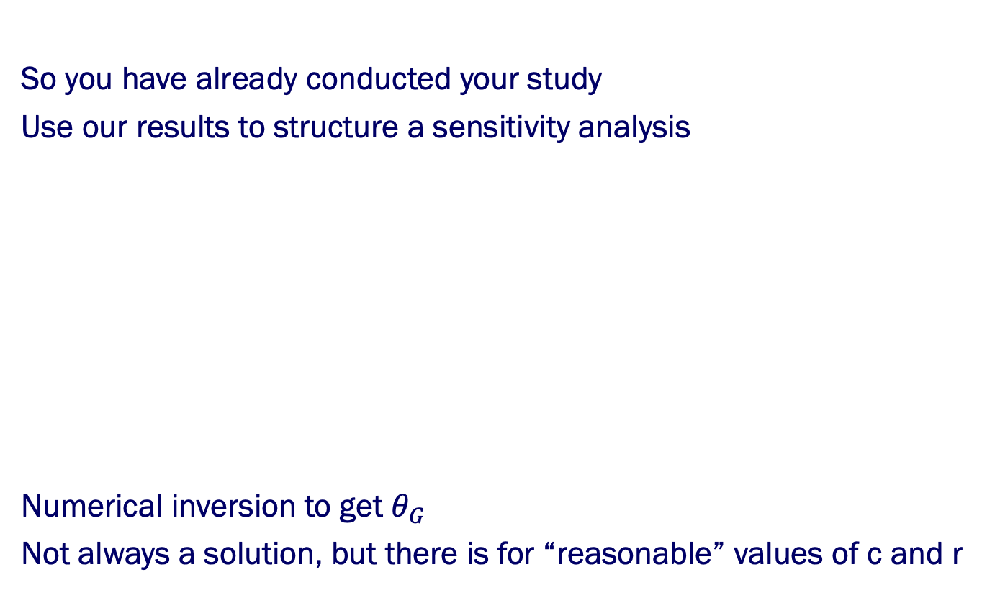 So you have already conducted your study
Use our results to structure a sensitivity analysis
Numerical inversion to get θ_G
Not always a solution, but there is for “reasonable” values of c and r